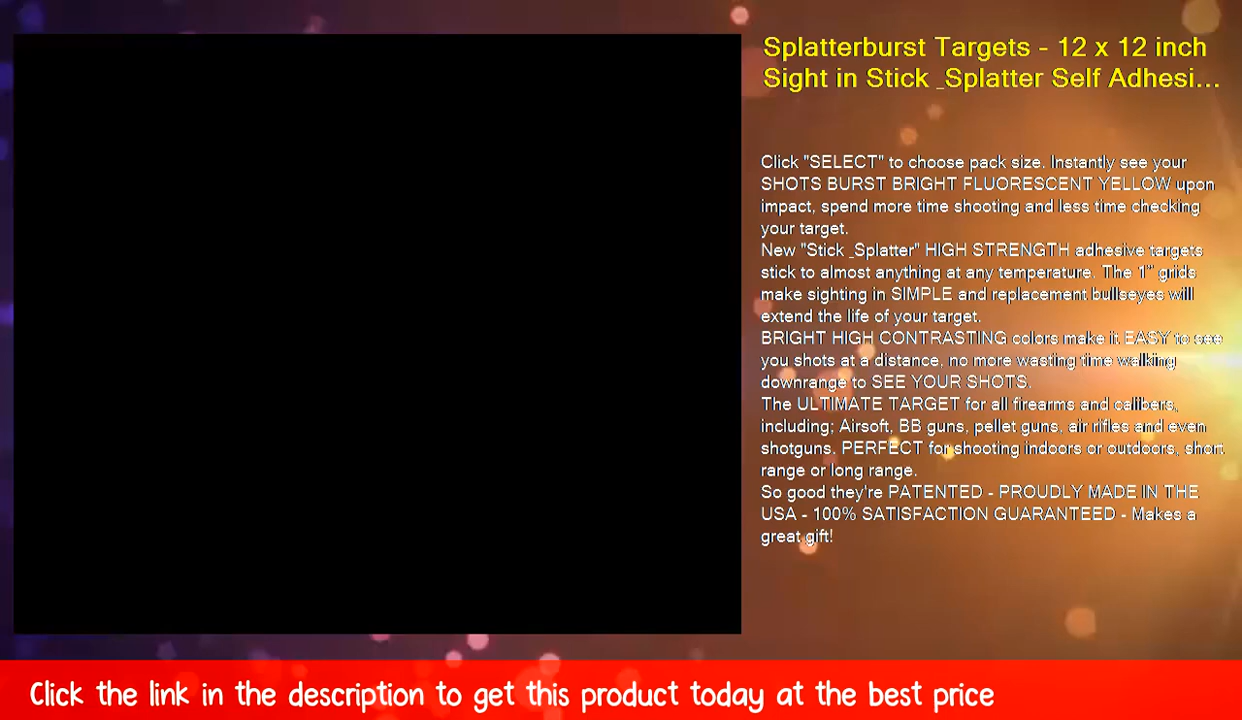 Splatterburst Targets - 12 x 12 inch
Sight in Stick _Splatter Self Adhesi...
Click "SELECT" to choose pack size. Instantly see your
SHOTS BURST BRIGHT FLUORESCENT YELLOW upon
impact, spend more time shooting and less time checking
your target.
New "Stick _Splatter" HIGH STRENGTH adhesive targets
stick to almost anything at any temperature. The 1" grids
make sighting in SIMPLE and replacement bullseyes will
extend the life of your target.
BRIGHT HIGH CONTRASTING colors make it EASY to see
you shots at a distance, no more wasting time walking
downrange to SEE YOUR SHOTS.
The ULTIMATE TARGET for all firearms and calibers,
including; Airsoft, BB guns, pellet guns, air rifles and even
shotguns. PERFECT for shooting indoors or outdoors, short
range or long range.
So good they're PATENTED - PROUDLY MADE IN THE
USA - 100% SATISFACTION GUARANTEED - Makes a
great gift!
Click the link in the description to get this product today at the best price